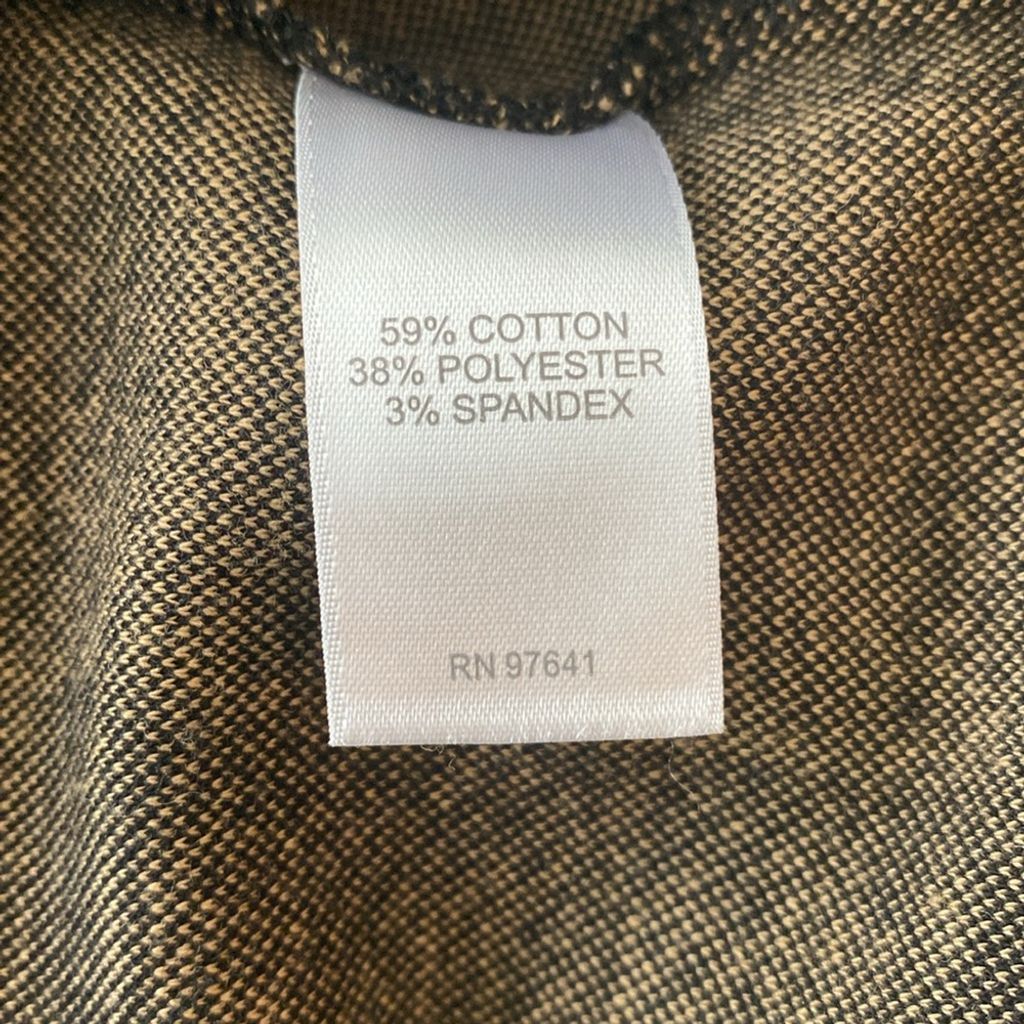 59% COTTON
38% POLYESTER
3% SPANDEX
RN 97641